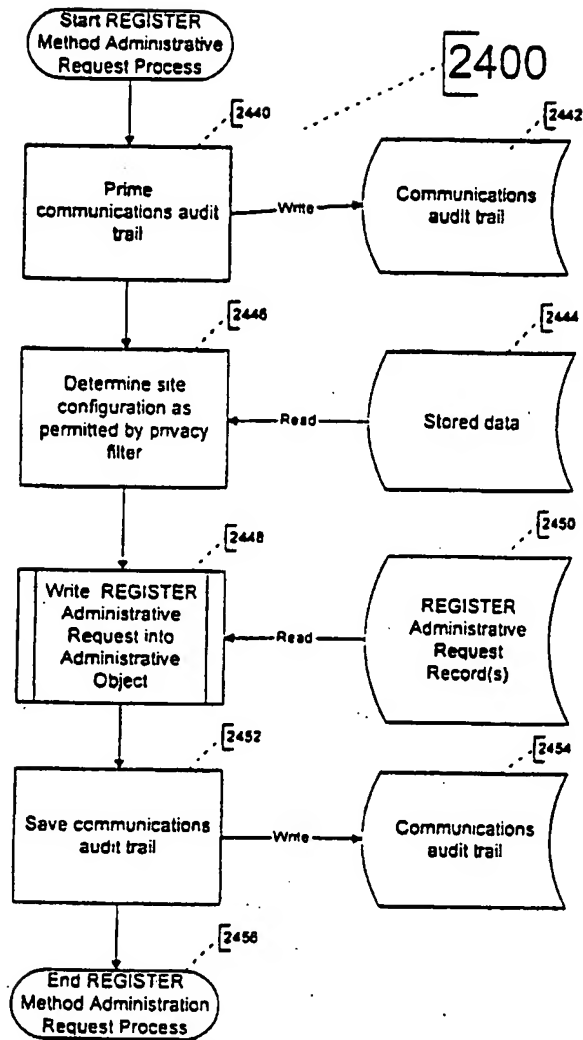 Start REGISTER
Method Administrative
Request Process
2400
2440
2442
Prime
communications audit
trail
Write
Communications
audit trail
2446
2444
Determine site
configuration as
permitted by privacy
filter
Read
Stored data
2448
2450
Write REGISTER
Administrative
Request into
Administrative
Object
Read
REGISTER
Administrative
Request
Record(s)
2452
2454
Save communications
audit trail
Write
Communications
audit trail
2456
End REGISTER
Method Administration
Request Process